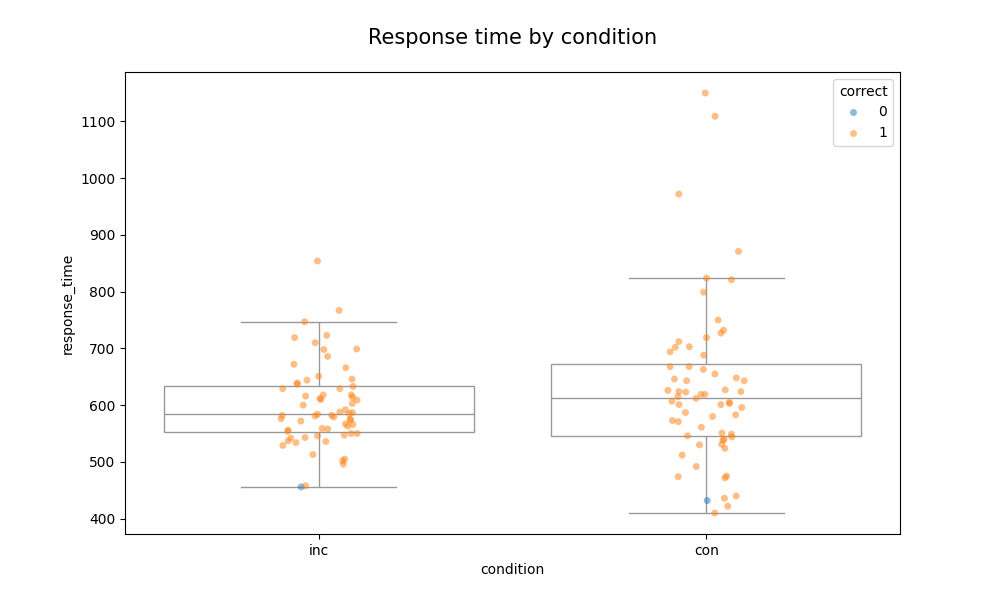 Response time by condition
correct
0
1
1100
1000
900
800
700
600
500
400
response_time
inc
con
condition